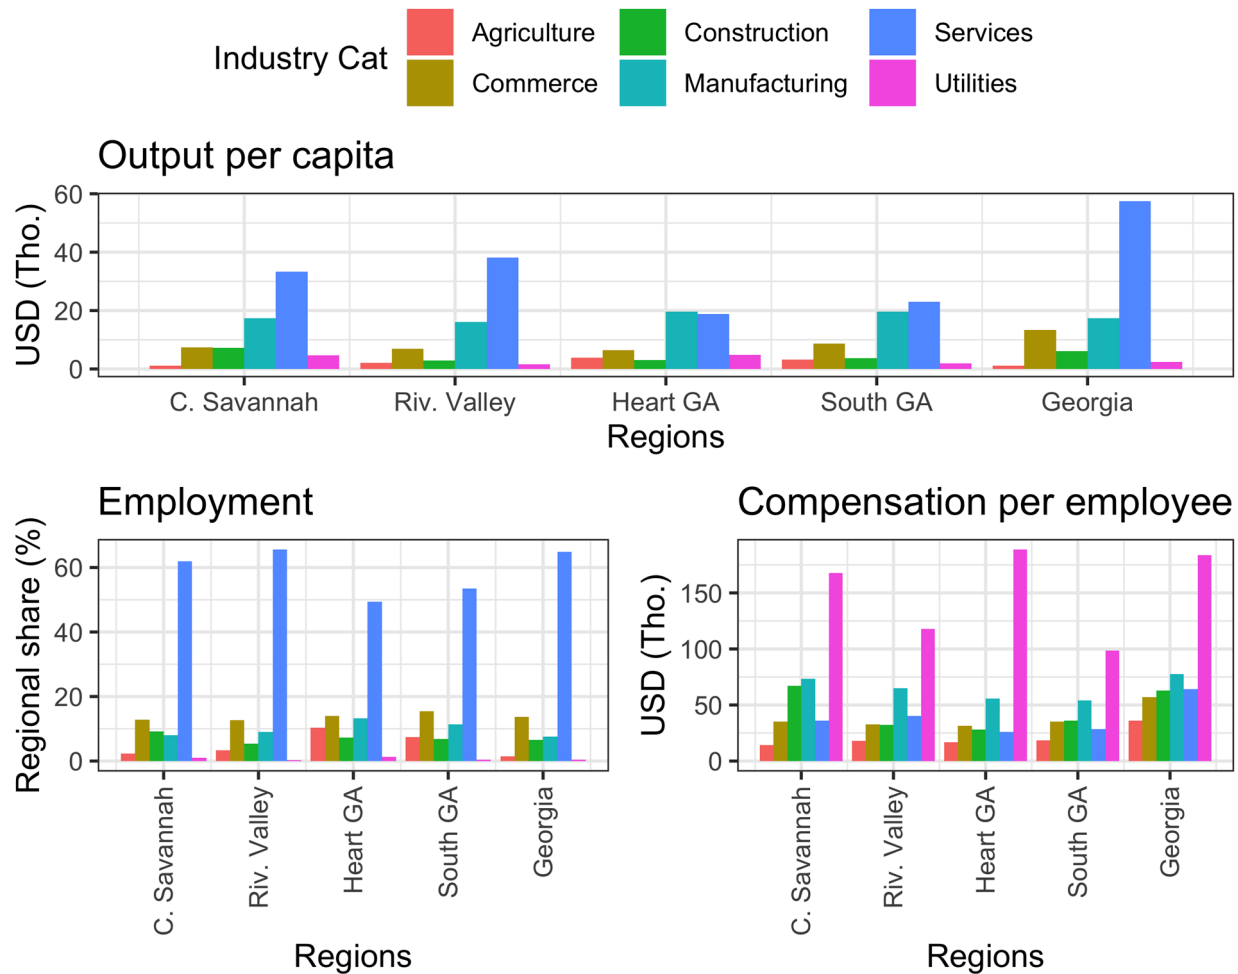 Industry Cat
Agriculture
Construction
Services
Commerce
Manufacturing
Utilities
Output per capita
USD (Tho.)
60
40
20
0
C. Savannah
Riv. Valley
Heart GA
South GA
Georgia
Regions
Employment
Regional share (%)
60
40
20
0
C. Savannah
Riv. Valley
Heart GA
South GA
Georgia
Regions
Compensation per employee
USD (Tho.)
150
100
50
0
C. Savannah
Riv. Valley
Heart GA
South GA
Georgia
Regions